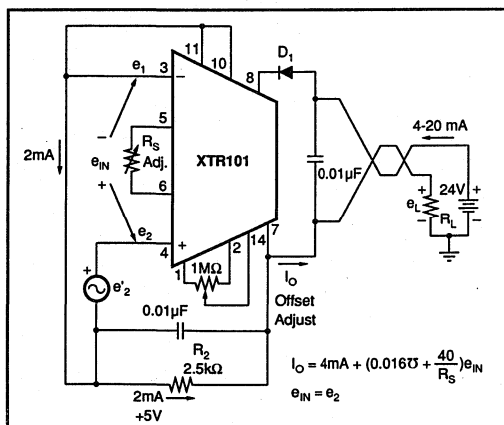 11
10
8
D1
e1
3
−
5
RS
Adj.
6
−
eIN
+
2mA
XTR101
0.01µF
4-20 mA
24V
+
eL
−
RL
+
−
e2
4
+
1
2
14
7
1MΩ
IO
Offset
Adjust
+
e'2
0.01µF
R2
2.5kΩ
2mA
+5V
IO = 4mA + (0.016℧ + 40/RS)eIN
eIN = e2